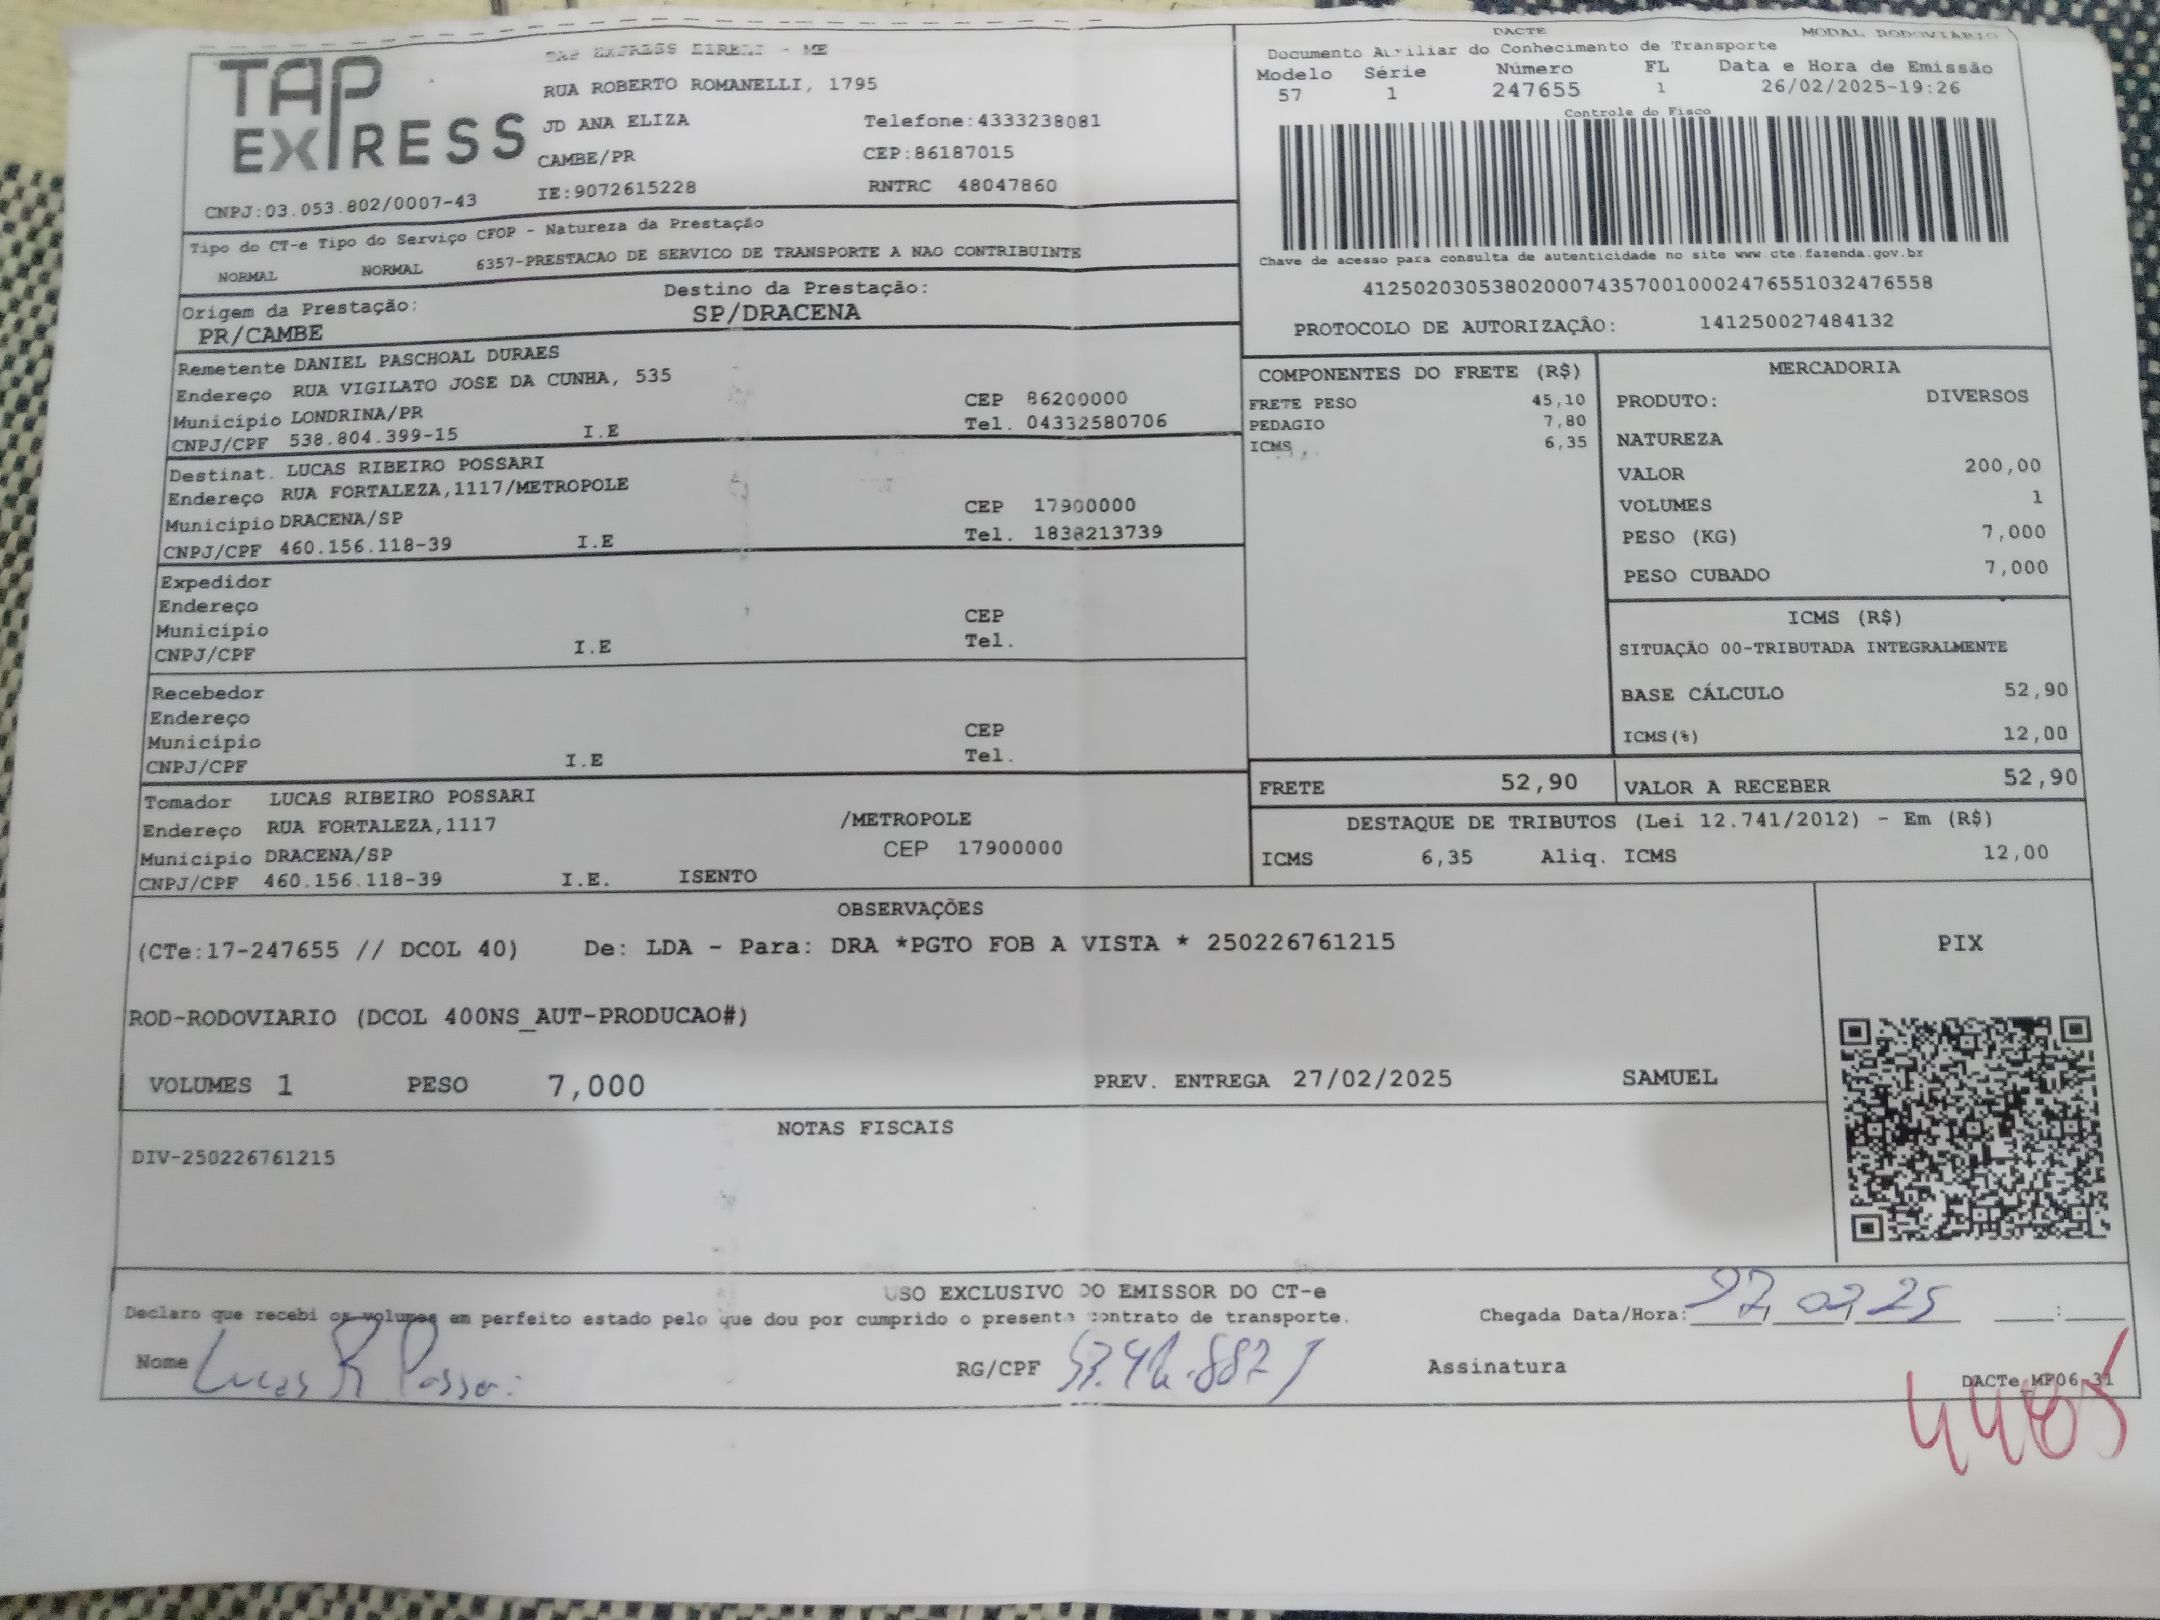 TAP EXPRESS
TAP EXPRESS EIRELI - ME
RUA ROBERTO ROMANELLI, 1795
JD ANA ELIZA Telefone:4333238081
CAMBE/PR CEP:86187015
CNPJ:03.053.802/0007-43 IE:9072615228 RNTRC 48047860
DACTE MODAL RODOVIARIO
Documento Auxiliar do Conhecimento de Transporte
Modelo Série Número FL Data e Hora de Emissão
57 1 247655 1 26/02/2025-19:26
Controle do Fisco
Chave de acesso para consulta de autenticidade no site www.cte.fazenda.gov.br
41250203053802000743570010002476551032476558
PROTOCOLO DE AUTORIZAÇÃO: 141250027484132
Tipo do CT-e Tipo do Serviço CFOP - Natureza da Prestação
NORMAL NORMAL 6357-PRESTACAO DE SERVICO DE TRANSPORTE A NAO CONTRIBUINTE
Origem da Prestação: Destino da Prestação:
PR/CAMBE SP/DRACENA
Remetente DANIEL PASCHOAL DURAES
Endereço RUA VIGILATO JOSE DA CUNHA, 535
Município LONDRINA/PR CEP 86200000
CNPJ/CPF 538.804.399-15 I.E Tel. 04332580706
Destinat. LUCAS RIBEIRO POSSARI
Endereço RUA FORTALEZA,1117/METROPOLE
Município DRACENA/SP CEP 17900000
CNPJ/CPF 460.156.118-39 I.E Tel. 1838213739
Expedidor
Endereço
Município CEP
CNPJ/CPF I.E Tel.
Recebedor
Endereço
Município CEP
CNPJ/CPF I.E Tel.
Tomador LUCAS RIBEIRO POSSARI
Endereço RUA FORTALEZA,1117 /METROPOLE
Município DRACENA/SP CEP 17900000
CNPJ/CPF 460.156.118-39 I.E. ISENTO
COMPONENTES DO FRETE (R$)
FRETE PESO 45,10
PEDAGIO 7,80
ICMS 6,35
MERCADORIA
PRODUTO: DIVERSOS
NATUREZA
VALOR 200,00
VOLUMES 1
PESO (KG) 7,000
PESO CUBADO 7,000
ICMS (R$)
SITUAÇÃO 00-TRIBUTADA INTEGRALMENTE
BASE CÁLCULO 52,90
ICMS(%) 12,00
FRETE 52,90 VALOR A RECEBER 52,90
DESTAQUE DE TRIBUTOS (Lei 12.741/2012) - Em (R$)
ICMS 6,35 Aliq. ICMS 12,00
OBSERVAÇÕES
(CTe:17-247655 // DCOL 40) De: LDA - Para: DRA *PGTO FOB A VISTA * 250226761215
ROD-RODOVIARIO (DCOL 400NS_AUT-PRODUCAO#)
VOLUMES 1 PESO 7,000 PREV. ENTREGA 27/02/2025 SAMUEL
PIX
NOTAS FISCAIS
DIV-250226761215
USO EXCLUSIVO DO EMISSOR DO CT-e
Declaro que recebi os volumes em perfeito estado pelo que dou por cumprido o presente contrato de transporte. Chegada Data/Hora: 27, 02, 25 :
Nome Lucas R Possari RG/CPF Assinatura
DACTe_MP06_31